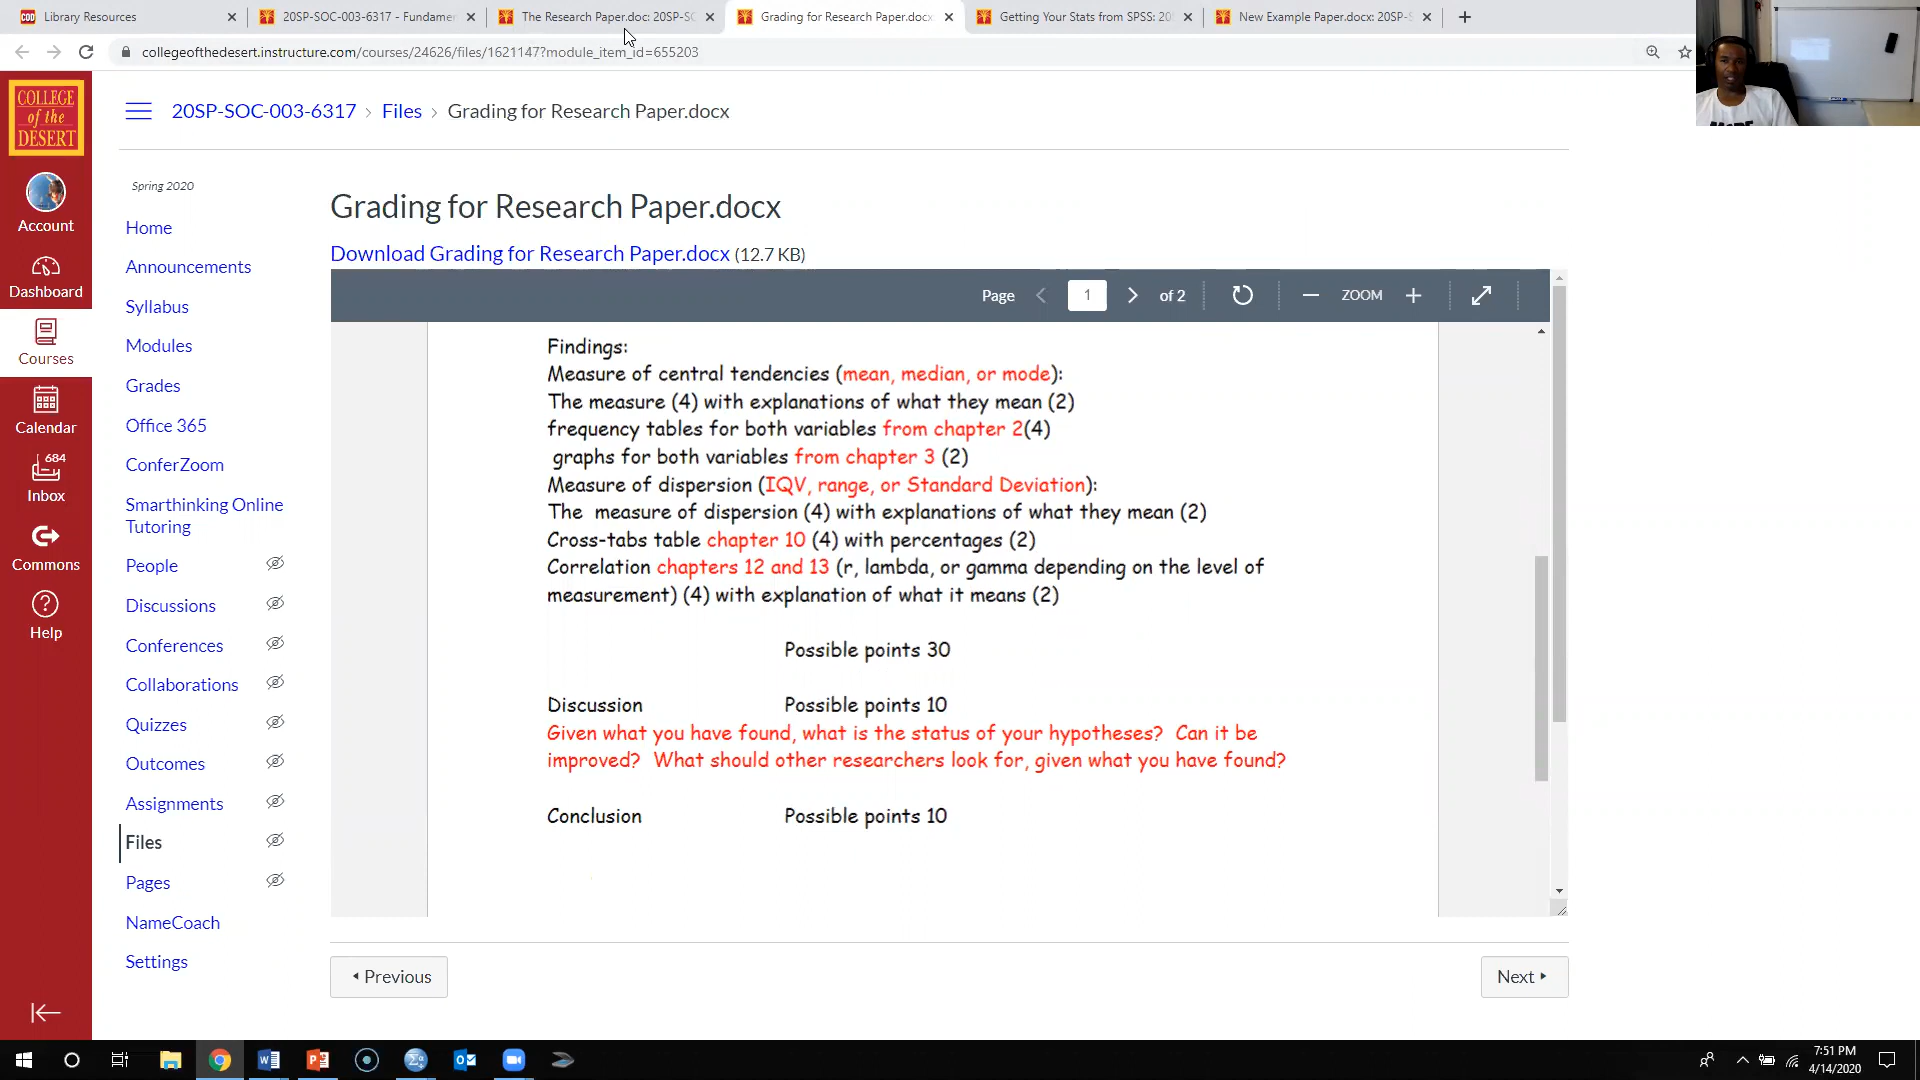 Library Resources
20SP-SOC-003-6317 - Fundamen
The Research Paper.doc: 20SP-SC
Grading for Research Paper.docx
Getting Your Stats from SPSS: 20
New Example Paper.docx: 20SP-S
collegeofthedesert.instructure.com/courses/24626/files/1621147?module_item_id=655203
COLLEGE
of the
DESERT
Account
Dashboard
Courses
Calendar
684
Inbox
Commons
Help
20SP-SOC-003-6317 › Files › Grading for Research Paper.docx
Spring 2020
Home
Announcements
Syllabus
Modules
Grades
Office 365
ConferZoom
Smarthinking Online
Tutoring
People
Discussions
Conferences
Collaborations
Quizzes
Outcomes
Assignments
Files
Pages
NameCoach
Settings
Grading for Research Paper.docx
Download Grading for Research Paper.docx (12.7 KB)
Page 1 of 2 ZOOM
Findings:
Measure of central tendencies (mean, median, or mode):
The measure (4) with explanations of what they mean (2)
frequency tables for both variables from chapter 2(4)
graphs for both variables from chapter 3 (2)
Measure of dispersion (IQV, range, or Standard Deviation):
The measure of dispersion (4) with explanations of what they mean (2)
Cross-tabs table chapter 10 (4) with percentages (2)
Correlation chapters 12 and 13 (r, lambda, or gamma depending on the level of
measurement) (4) with explanation of what it means (2)
Possible points 30
Discussion Possible points 10
Given what you have found, what is the status of your hypotheses? Can it be
improved? What should other researchers look for, given what you have found?
Conclusion Possible points 10
Previous
Next
7:51 PM
4/14/2020